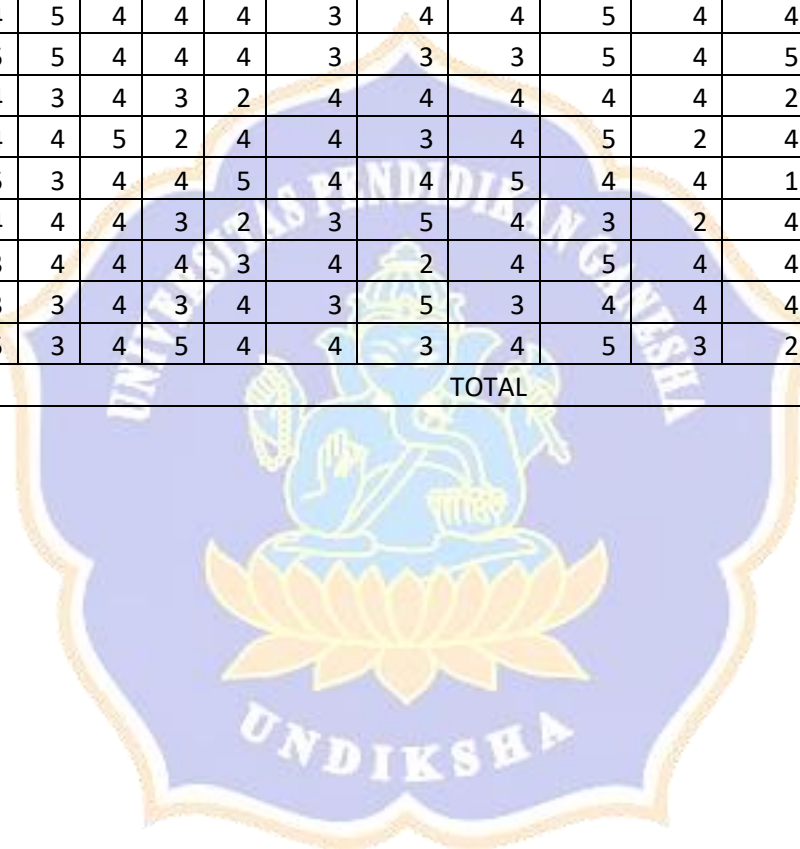 5 4 4 4 3 4 4 5 4 4
5 4 4 4 3 3 3 5 4 5
3 4 3 2 4 4 4 4 4 2
4 5 2 4 4 3 4 5 2 4
3 4 4 5 4 4 5 4 4 1
4 4 3 2 3 5 4 3 2 4
4 4 4 3 4 2 4 5 4 4
3 4 3 4 3 5 3 4 4 4
3 4 5 4 4 3 4 5 3 2
TOTAL
UNIVERSITAS PENDIDIKAN GANESHA
UNDIKSHA